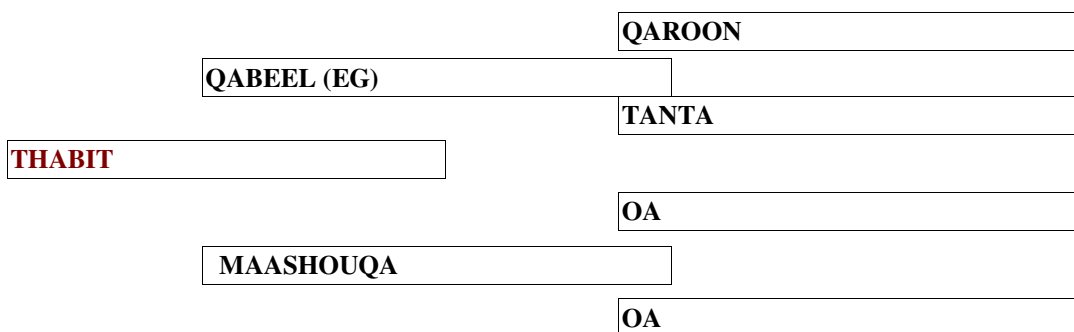 QAROON
QABEEL (EG)
TANTA
THABIT
OA
MAASHOUQA
OA